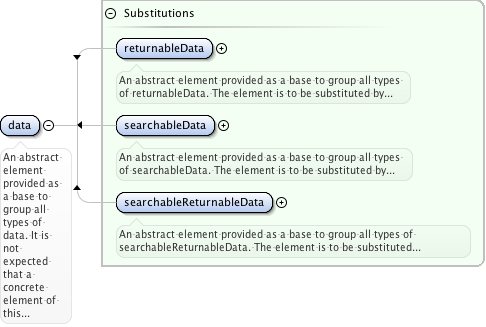 Substitutions
returnableData
An abstract element provided as a base to group all types
of returnableData. The element is to be substituted by...
data
searchableData
An abstract element provided as a base to group all types
of searchableData. The element is to be substituted by...
searchableReturnableData
An abstract element provided as a base to group all types of
searchableReturnableData. The element is to be substituted...
An abstract
element
provided as
a base to
group all
types of
data. It is
not
expected
that a
concrete
element of
this...